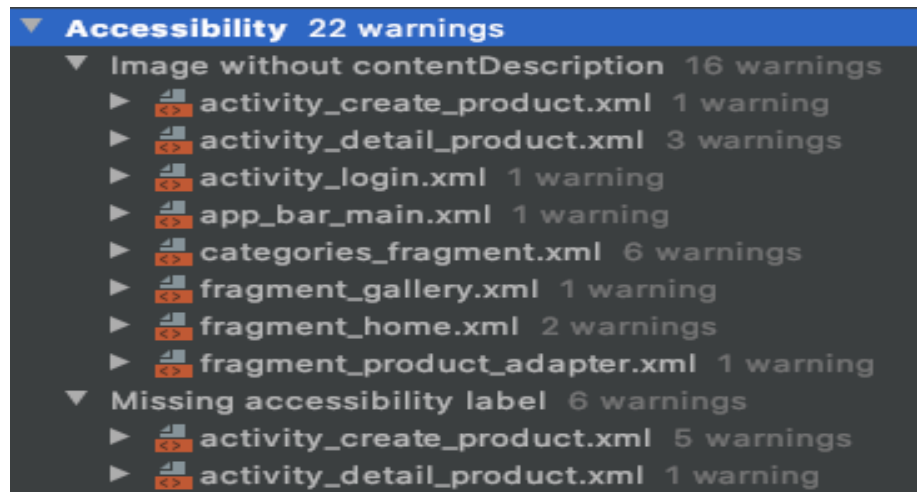 Accessibility 22 warnings
Image without contentDescription 16 warnings
activity_create_product.xml 1 warning
activity_detail_product.xml 3 warnings
activity_login.xml 1 warning
app_bar_main.xml 1 warning
categories_fragment.xml 6 warnings
fragment_gallery.xml 1 warning
fragment_home.xml 2 warnings
fragment_product_adapter.xml 1 warning
Missing accessibility label 6 warnings
activity_create_product.xml 5 warnings
activity_detail_product.xml 1 warning